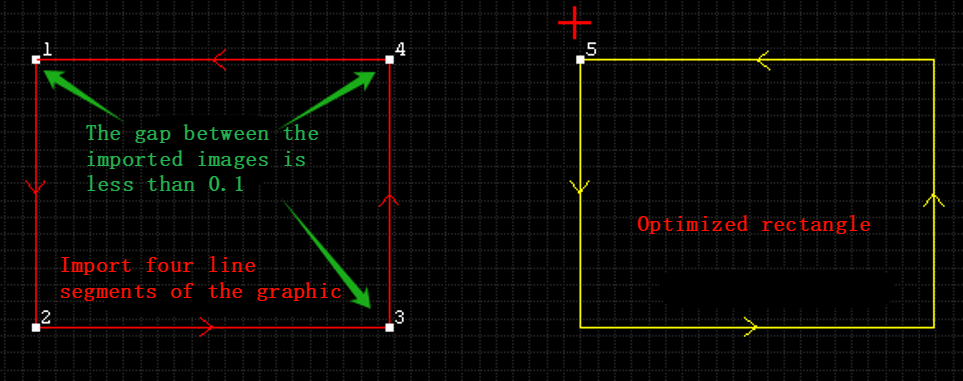 1
4
5
The gap between the
imported images is
less than 0.1
Optimized rectangle
Import four line
segments of the graphic
2
3